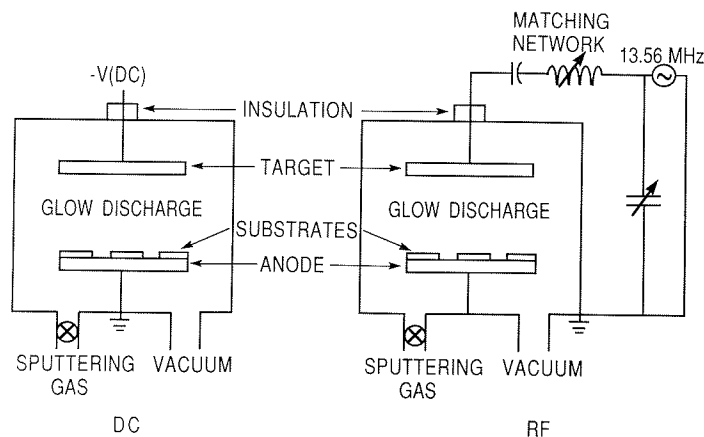 MATCHING
NETWORK
13.56 MHz
-V(DC)
INSULATION
TARGET
GLOW DISCHARGE
GLOW DISCHARGE
SUBSTRATES
ANODE
SPUTTERING
GAS
VACUUM
SPUTTERING
GAS
VACUUM
DC
RF